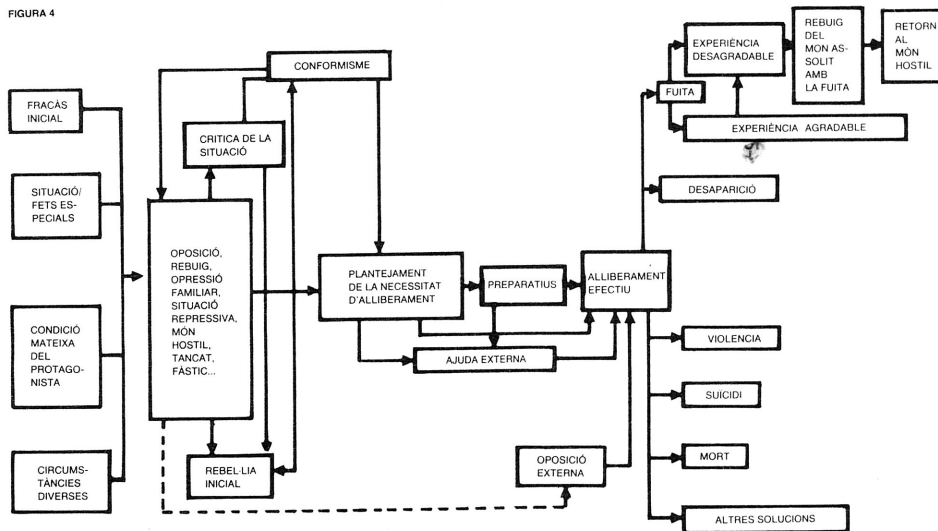 FIGURA 4
CONFORMISME
FRACÀS
INICIAL
SITUACIÓ/
FETS ES-
PECIALS
CONDICIÓ
MATEIXA
DEL
PROTAGO-
NISTA
CIRCUMS-
TÀNCIES
DIVERSES
CRITICA DE LA
SITUACIÓ
OPOSICIÓ,
REBUIG,
OPRESSIÓ
FAMILIAR,
SITUACIÓ
REPRESSIVA,
MÓN
HOSTIL,
TANCAT,
FÀSTIC...
REBEL·LIA
INICIAL
PLANTEJAMENT
DE LA NECESSITAT
D'ALLIBERAMENT
PREPARATIUS
AJUDA EXTERNA
OPOSICIÓ
EXTERNA
ALLIBERAMENT
EFECTIU
FUITA
EXPERIÈNCIA
DESAGRADABLE
REBUIG
DEL
MON AS-
SOLIT
AMB
LA FUITA
RETORN
AL
MÒN
HOSTIL
EXPERIÈNCIA AGRADABLE
DESAPARICIÓ
VIOLENCIA
SUÏCIDI
MORT
ALTRES SOLUCIONS